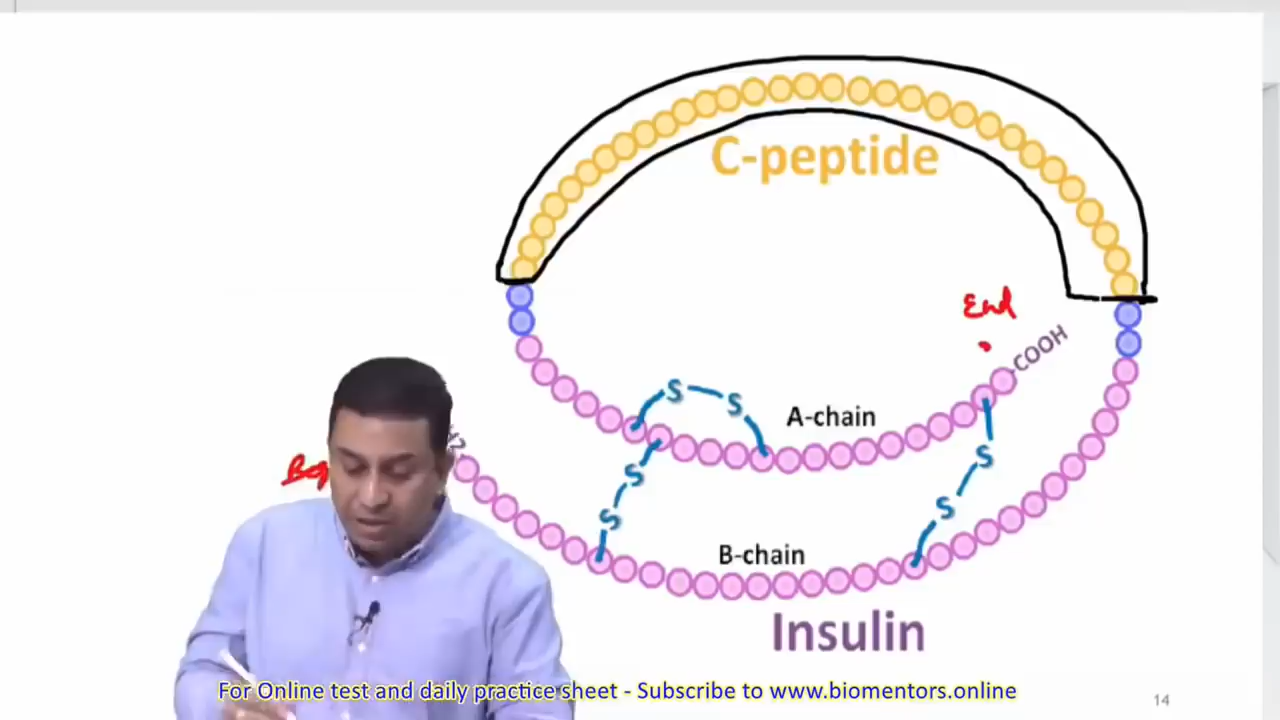 C-peptide
End
-COOH
S S
A-chain
S
S
S
S
B-chain
Insulin
For Online test and daily practice sheet - Subscribe to www.biomentors.online
14